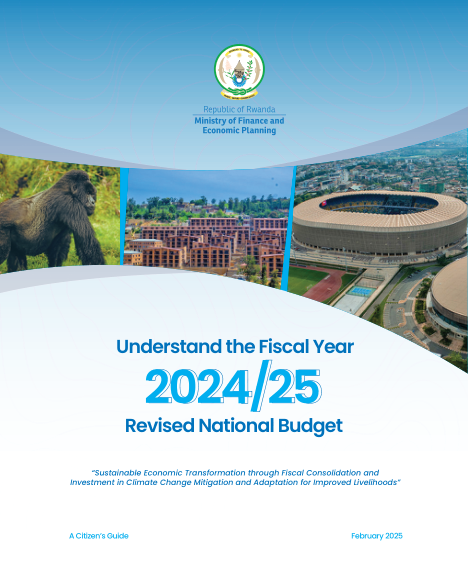 Republic of Rwanda
Ministry of Finance and
Economic Planning
Understand the Fiscal Year
2024/25
Revised National Budget
“Sustainable Economic Transformation through Fiscal Consolidation and
Investment in Climate Change Mitigation and Adaptation for Improved Livelihoods”
A Citizen's Guide
February 2025